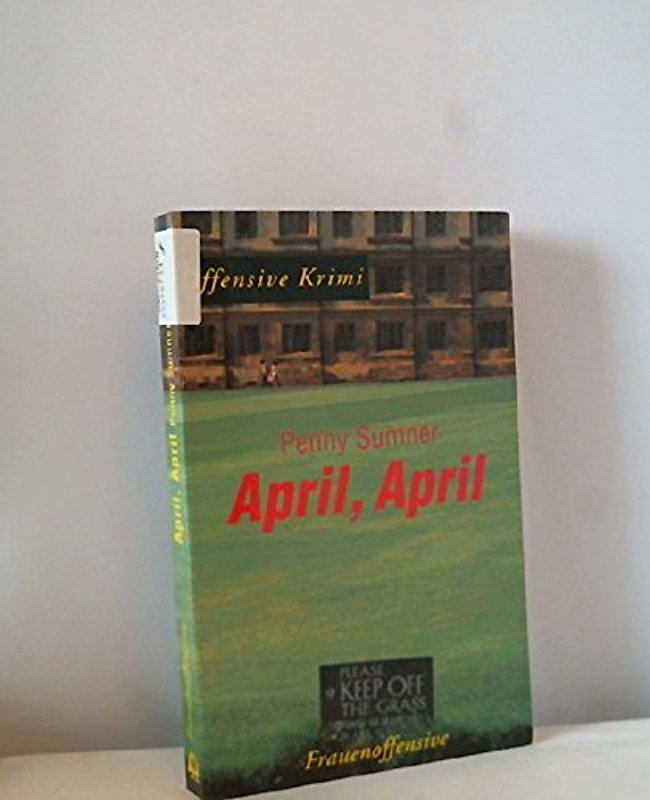 ffensive Krimi
Penny Sumner
April, April
PLEASE
KEEP OFF
THE GRASS
Frauenoffensive
April, April Penny Sumner